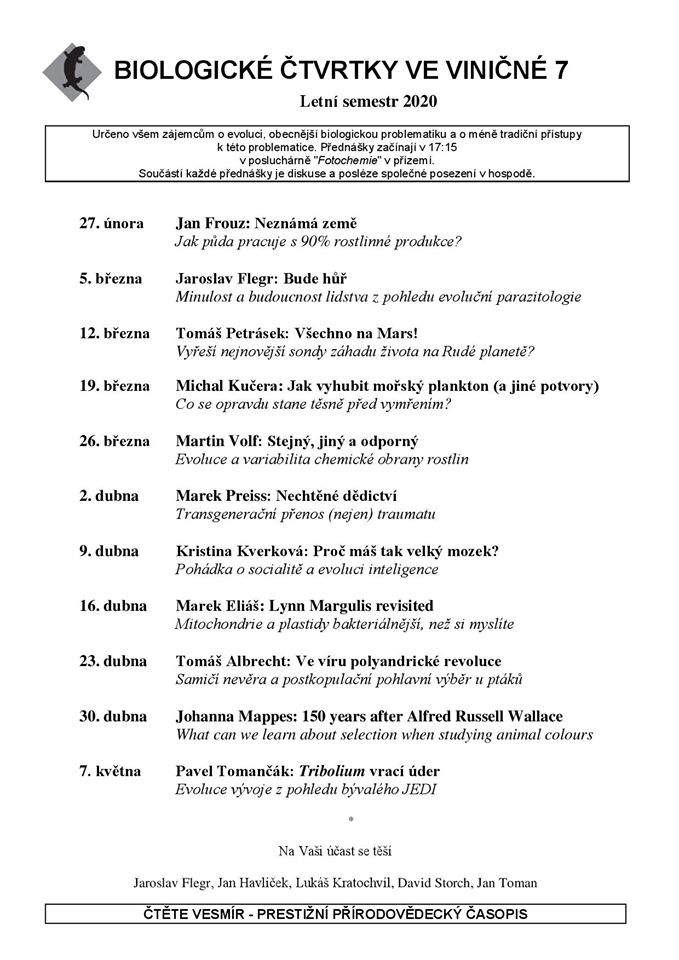 BIOLOGICKÉ ČTVRTKY VE VINIČNÉ 7
Letní semestr 2020
Určeno všem zájemcům o evoluci, obecnější biologickou problematiku a o méně tradiční přístupy
k této problematice. Přednášky začínají v 17:15
v posluchárně "Fotochemie" v přízemí.
Součástí každé přednášky je diskuse a posléze společné posezení v hospodě.
27. února Jan Frouz: Neznámá země
Jak půda pracuje s 90% rostlinné produkce?
5. března Jaroslav Flegr: Bude hůř
Minulost a budoucnost lidstva z pohledu evoluční parazitologie
12. března Tomáš Petrásek: Všechno na Mars!
Vyřeší nejnovější sondy záhadu života na Rudé planetě?
19. března Michal Kučera: Jak vyhubit mořský plankton (a jiné potvory)
Co se opravdu stane těsně před vymřením?
26. března Martin Volf: Stejný, jiný a odporný
Evoluce a variabilita chemické obrany rostlin
2. dubna Marek Preiss: Nechtěné dědictví
Transgenerační přenos (nejen) traumatu
9. dubna Kristina Kverková: Proč máš tak velký mozek?
Pohádka o socialitě a evoluci inteligence
16. dubna Marek Eliáš: Lynn Margulis revisited
Mitochondrie a plastidy bakteriálnější, než si myslíte
23. dubna Tomáš Albrecht: Ve víru polyandrické revoluce
Samičí nevěra a postkopulační pohlavní výběr u ptáků
30. dubna Johanna Mappes: 150 years after Alfred Russell Wallace
What can we learn about selection when studying animal colours
7. května Pavel Tomančák: Tribolium vrací úder
Evoluce vývoje z pohledu bývalého JEDI
*
Na Vaši účast se těší
Jaroslav Flegr, Jan Havlíček, Lukáš Kratochvíl, David Storch, Jan Toman
ČTĚTE VESMÍR - PRESTIŽNÍ PŘÍRODOVĚDECKÝ ČASOPIS